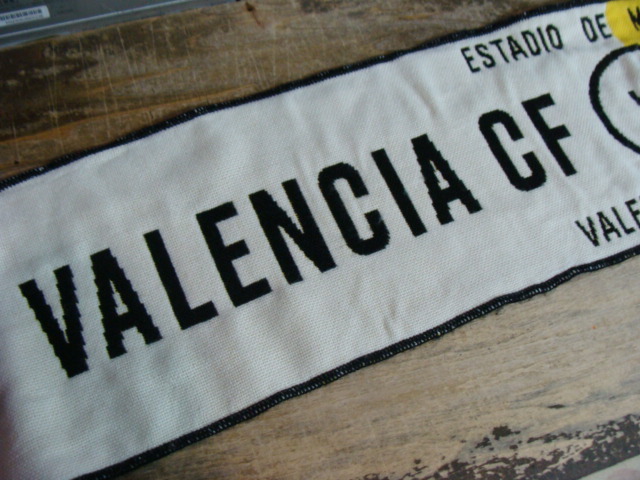 ESTADIO DE
VALENCIA CF